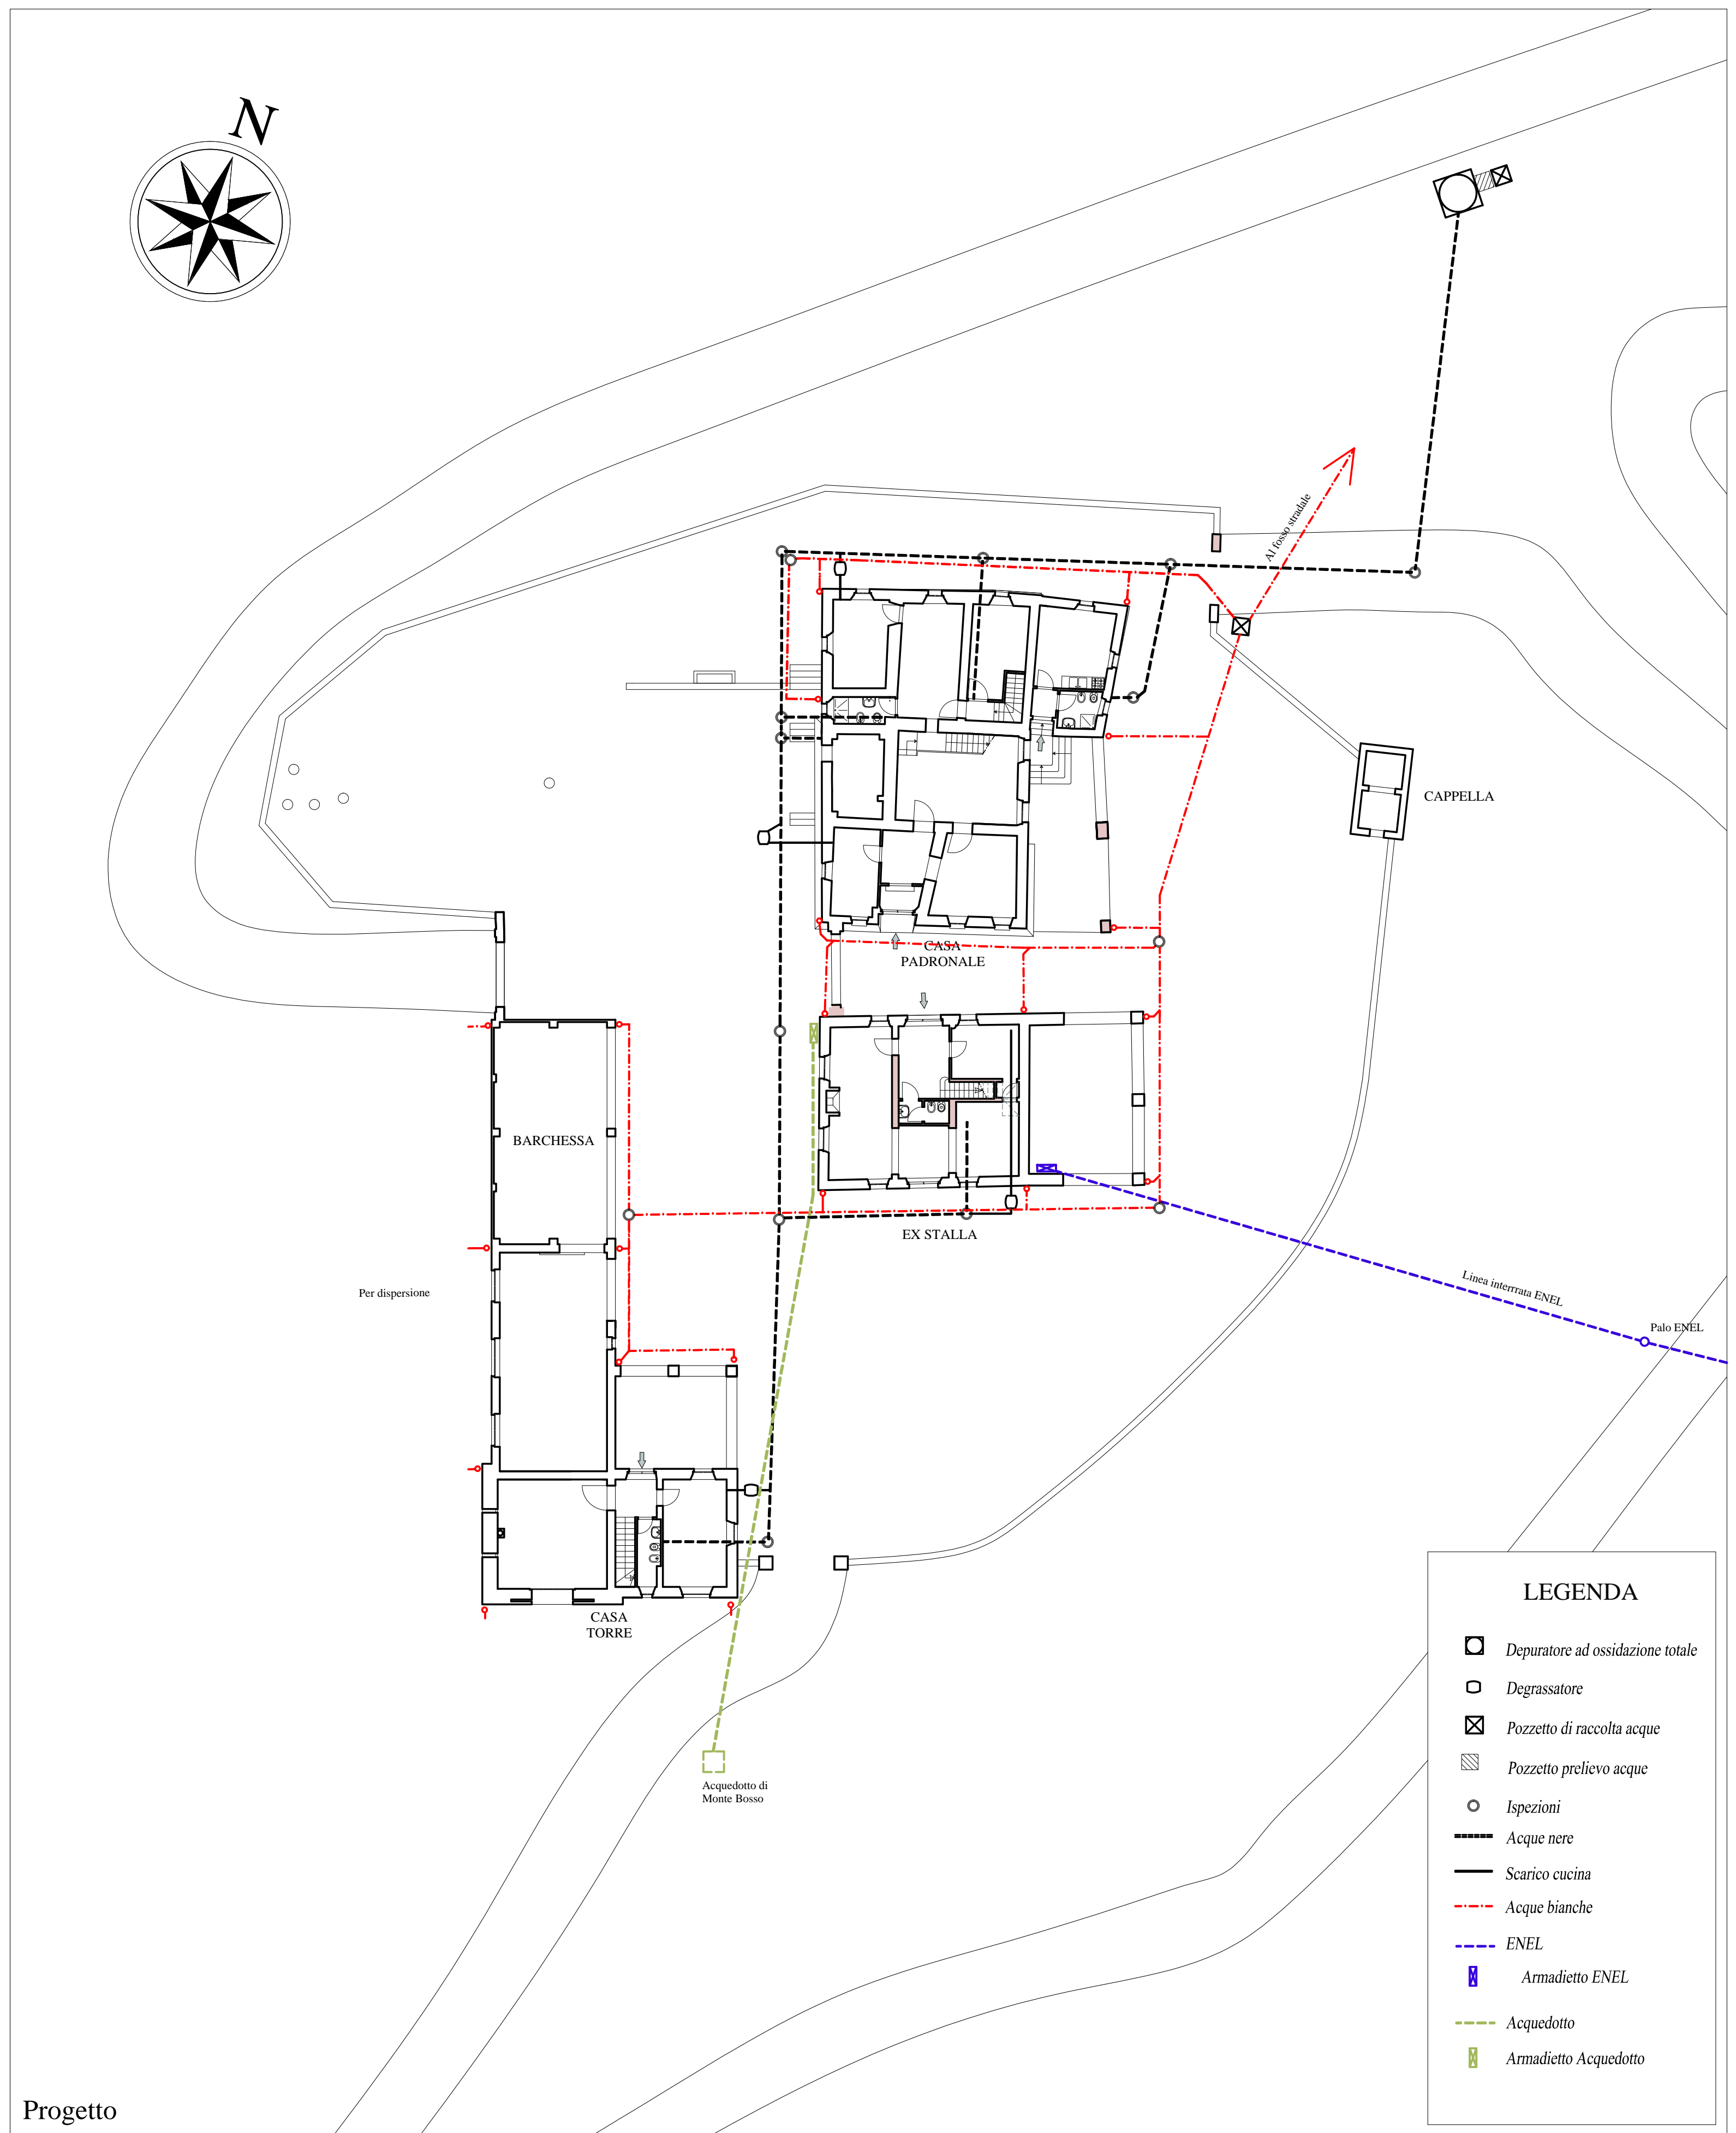 N
Al fosso stradale
CAPPELLA
CASA
PADRONALE
BARCHESSA
EX STALLA
Per dispersione
Linea interrrata ENEL
Palo ENEL
CASA
TORRE
Acquedotto di
Monte Bosso
LEGENDA
Depuratore ad ossidazione totale
Degrassatore
Pozzetto di raccolta acque
Pozzetto prelievo acque
Ispezioni
Acque nere
Scarico cucina
Acque bianche
ENEL
Armadietto ENEL
Acquedotto
Armadietto Acquedotto
Progetto